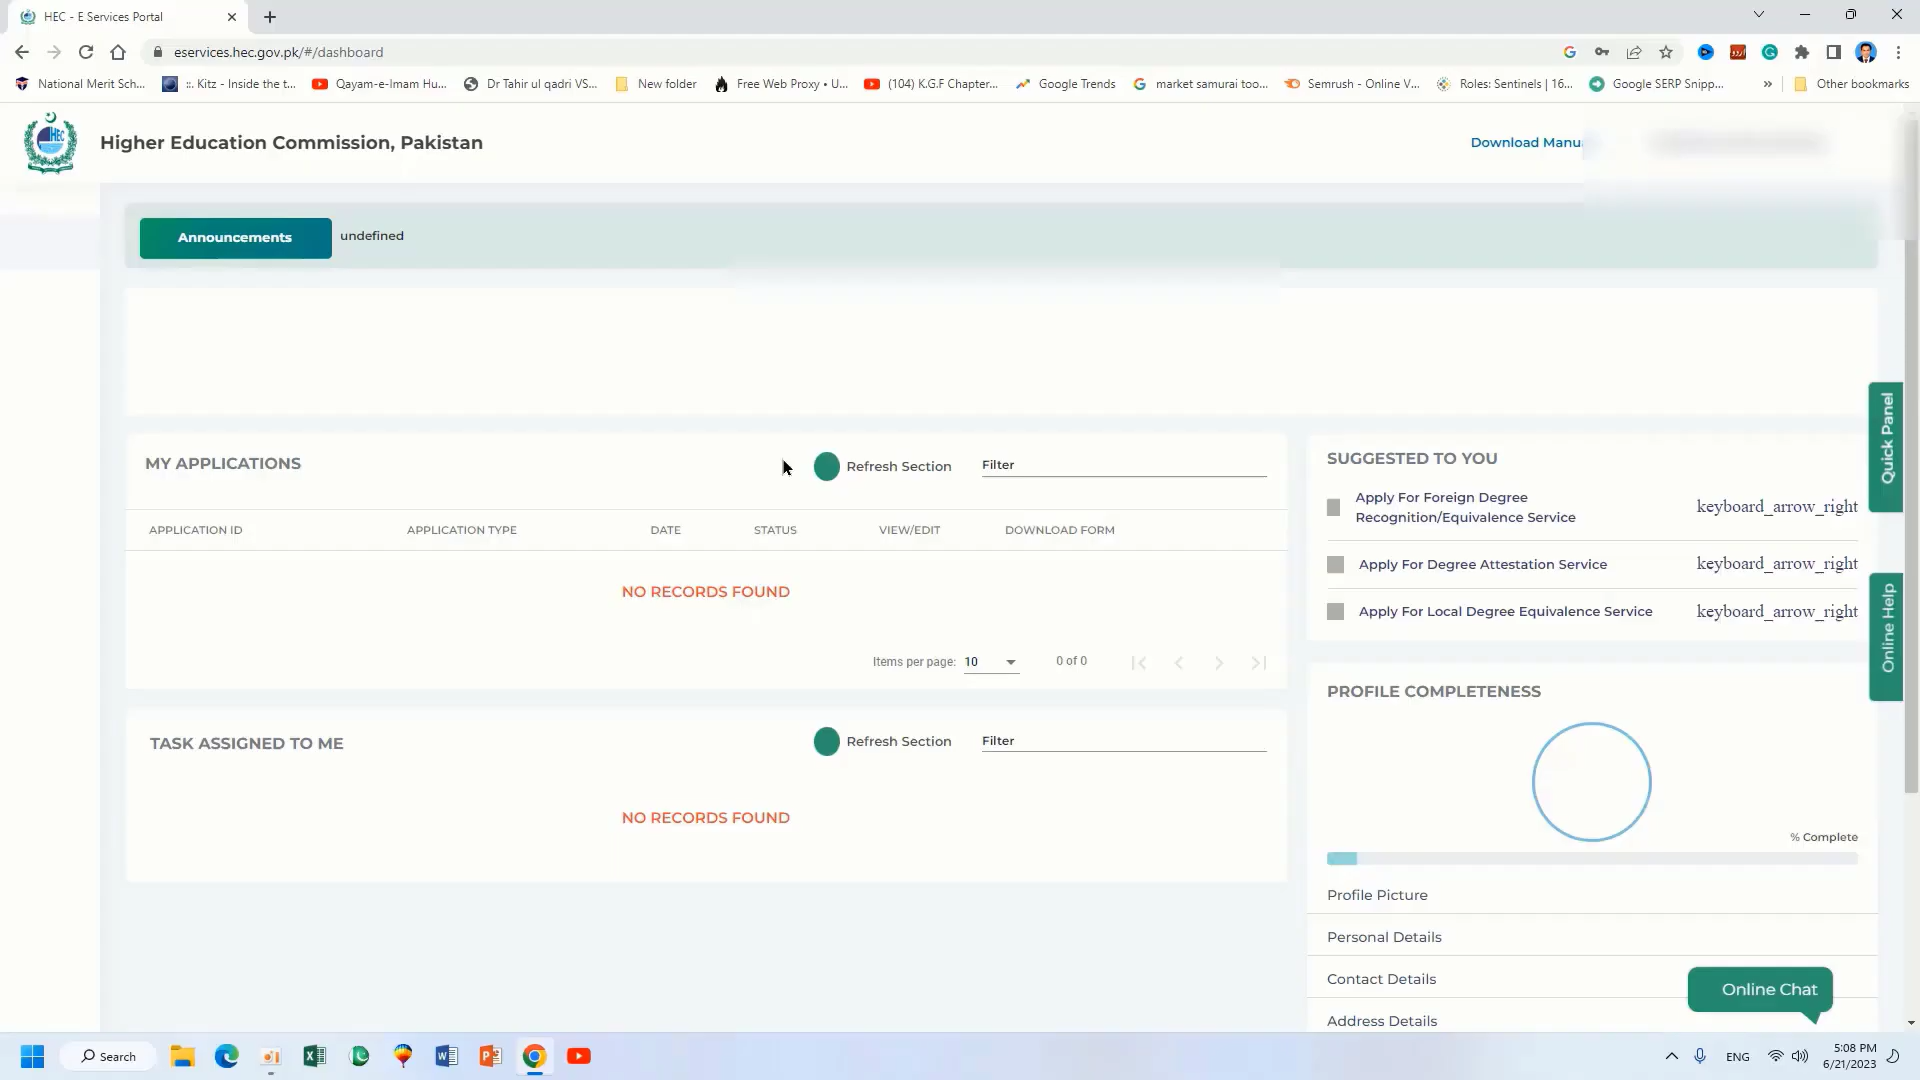 HEC - E Services Portal
eservices.hec.gov.pk/#/dashboard
National Merit Sch...
::. Kitz - Inside the t...
Qayam-e-Imam Hu...
Dr Tahir ul qadri VS...
New folder
Free Web Proxy • U...
(104) K.G.F Chapter...
Google Trends
market samurai too...
Semrush - Online V...
Roles: Sentinels | 16...
Google SERP Snipp...
»
Other bookmarks
HEC
Higher Education Commission, Pakistan
Download Manu
Announcements
undefined
MY APPLICATIONS
Refresh Section
Filter
APPLICATION ID
APPLICATION TYPE
DATE
STATUS
VIEW/EDIT
DOWNLOAD FORM
NO RECORDS FOUND
Items per page: 10
0 of 0
TASK ASSIGNED TO ME
Refresh Section
Filter
NO RECORDS FOUND
SUGGESTED TO YOU
Apply For Foreign Degree
Recognition/Equivalence Service
keyboard_arrow_right
Apply For Degree Attestation Service
keyboard_arrow_right
Apply For Local Degree Equivalence Service
keyboard_arrow_right
Quick Panel
Online Help
PROFILE COMPLETENESS
% Complete
Profile Picture
Personal Details
Contact Details
Address Details
Online Chat
Search
ENG
5:08 PM
6/21/2023